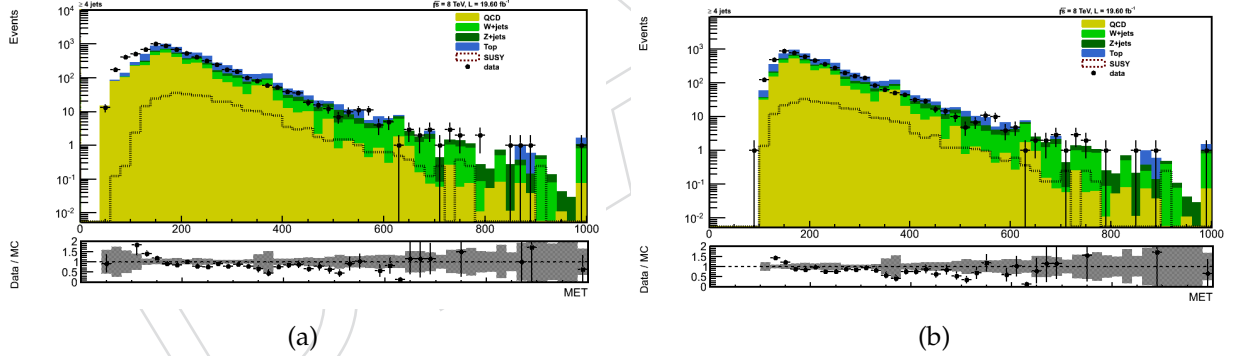 ≥ 4 jets
√s = 8 TeV, L = 19.60 fb⁻¹
Events
10⁴
10³
10²
10
1
10⁻¹
10⁻²
QCD
W+jets
Z+jets
Top
SUSY
data
0 200 400 600 800 1000
Data / MC
2
1.5
1
0.5
0
MET
(a)
≥ 4 jets
√s = 8 TeV, L = 19.60 fb⁻¹
Events
10⁴
10³
10²
10
1
10⁻¹
10⁻²
QCD
W+jets
Z+jets
Top
SUSY
data
0 200 400 600 800 1000
Data / MC
2
1.5
1
0.5
0
MET
(b)